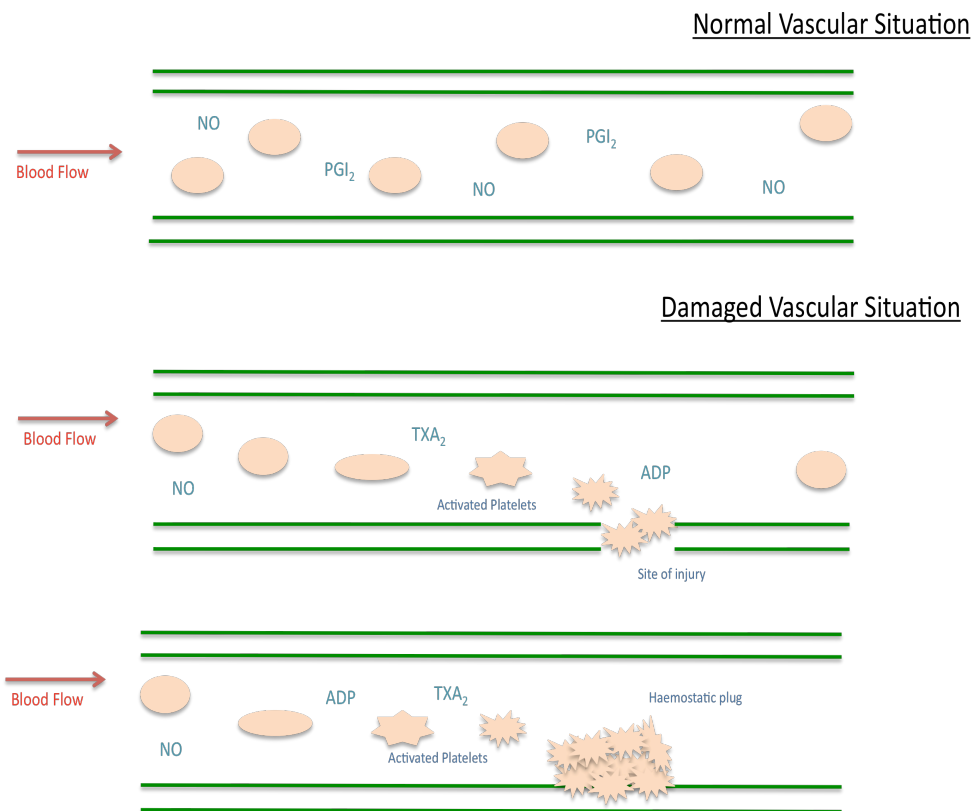 Normal Vascular Situation
NO
PGI₂
Blood Flow
PGI₂
NO
NO
Damaged Vascular Situation
Blood Flow
TXA₂
ADP
NO
Activated Platelets
Site of injury
Blood Flow
ADP
TXA₂
Haemostatic plug
NO
Activated Platelets